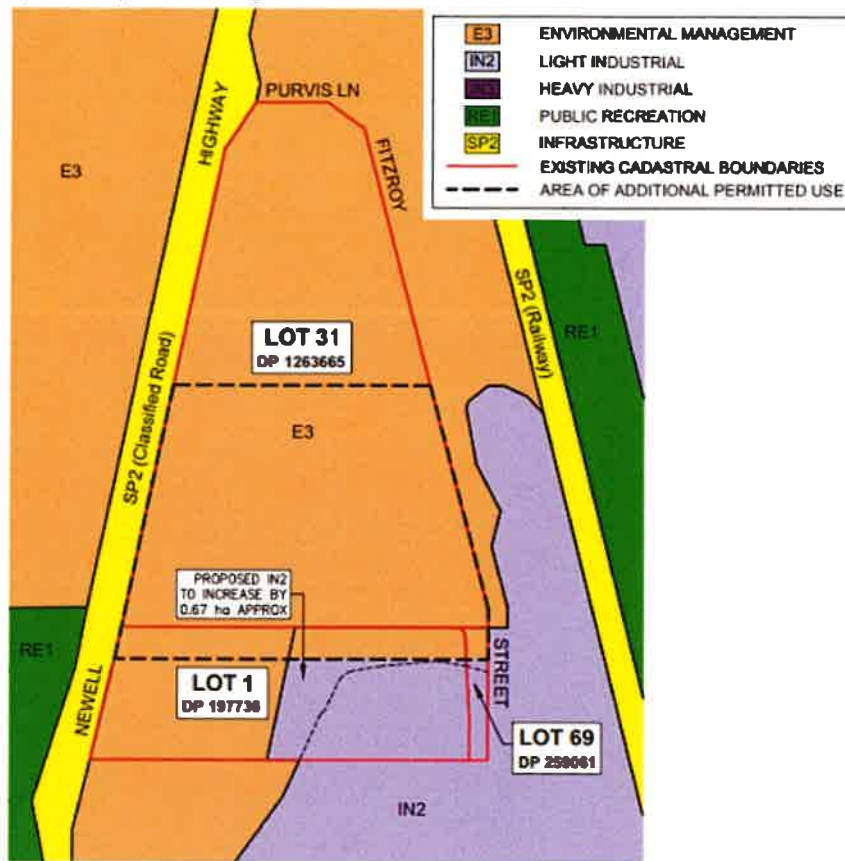 E3 ENVIRONMENTAL MANAGEMENT
IN2 LIGHT INDUSTRIAL
HEAVY INDUSTRIAL
RE1 PUBLIC RECREATION
SP2 INFRASTRUCTURE
EXISTING CADASTRAL BOUNDARIES
AREA OF ADDITIONAL PERMITTED USE
PURVIS LN
HIGHWAY
FITZROY
E3
SP2 (Railway)
RE1
LOT 31
DP 1263665
SP2 (Classified Road)
E3
PROPOSED IN2
TO INCREASE BY
0.67 ha APPROX
RE1
NEWELL
STREET
LOT 1
DP 197736
LOT 69
DP 259061
IN2